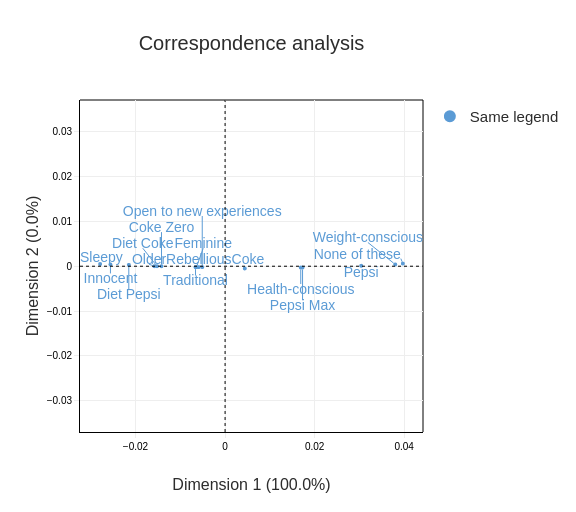 Correspondence analysis
Same legend
Dimension 2 (0.0%)
0.03
0.02
0.01
0
−0.01
−0.02
−0.03
Open to new experiences
Coke Zero
Diet Coke
Feminine
Weight-conscious
Sleepy
Older
Rebellious
Coke
None of these
Innocent
Traditional
Pepsi
Diet Pepsi
Health-conscious
Pepsi Max
−0.02
0
0.02
0.04
Dimension 1 (100.0%)